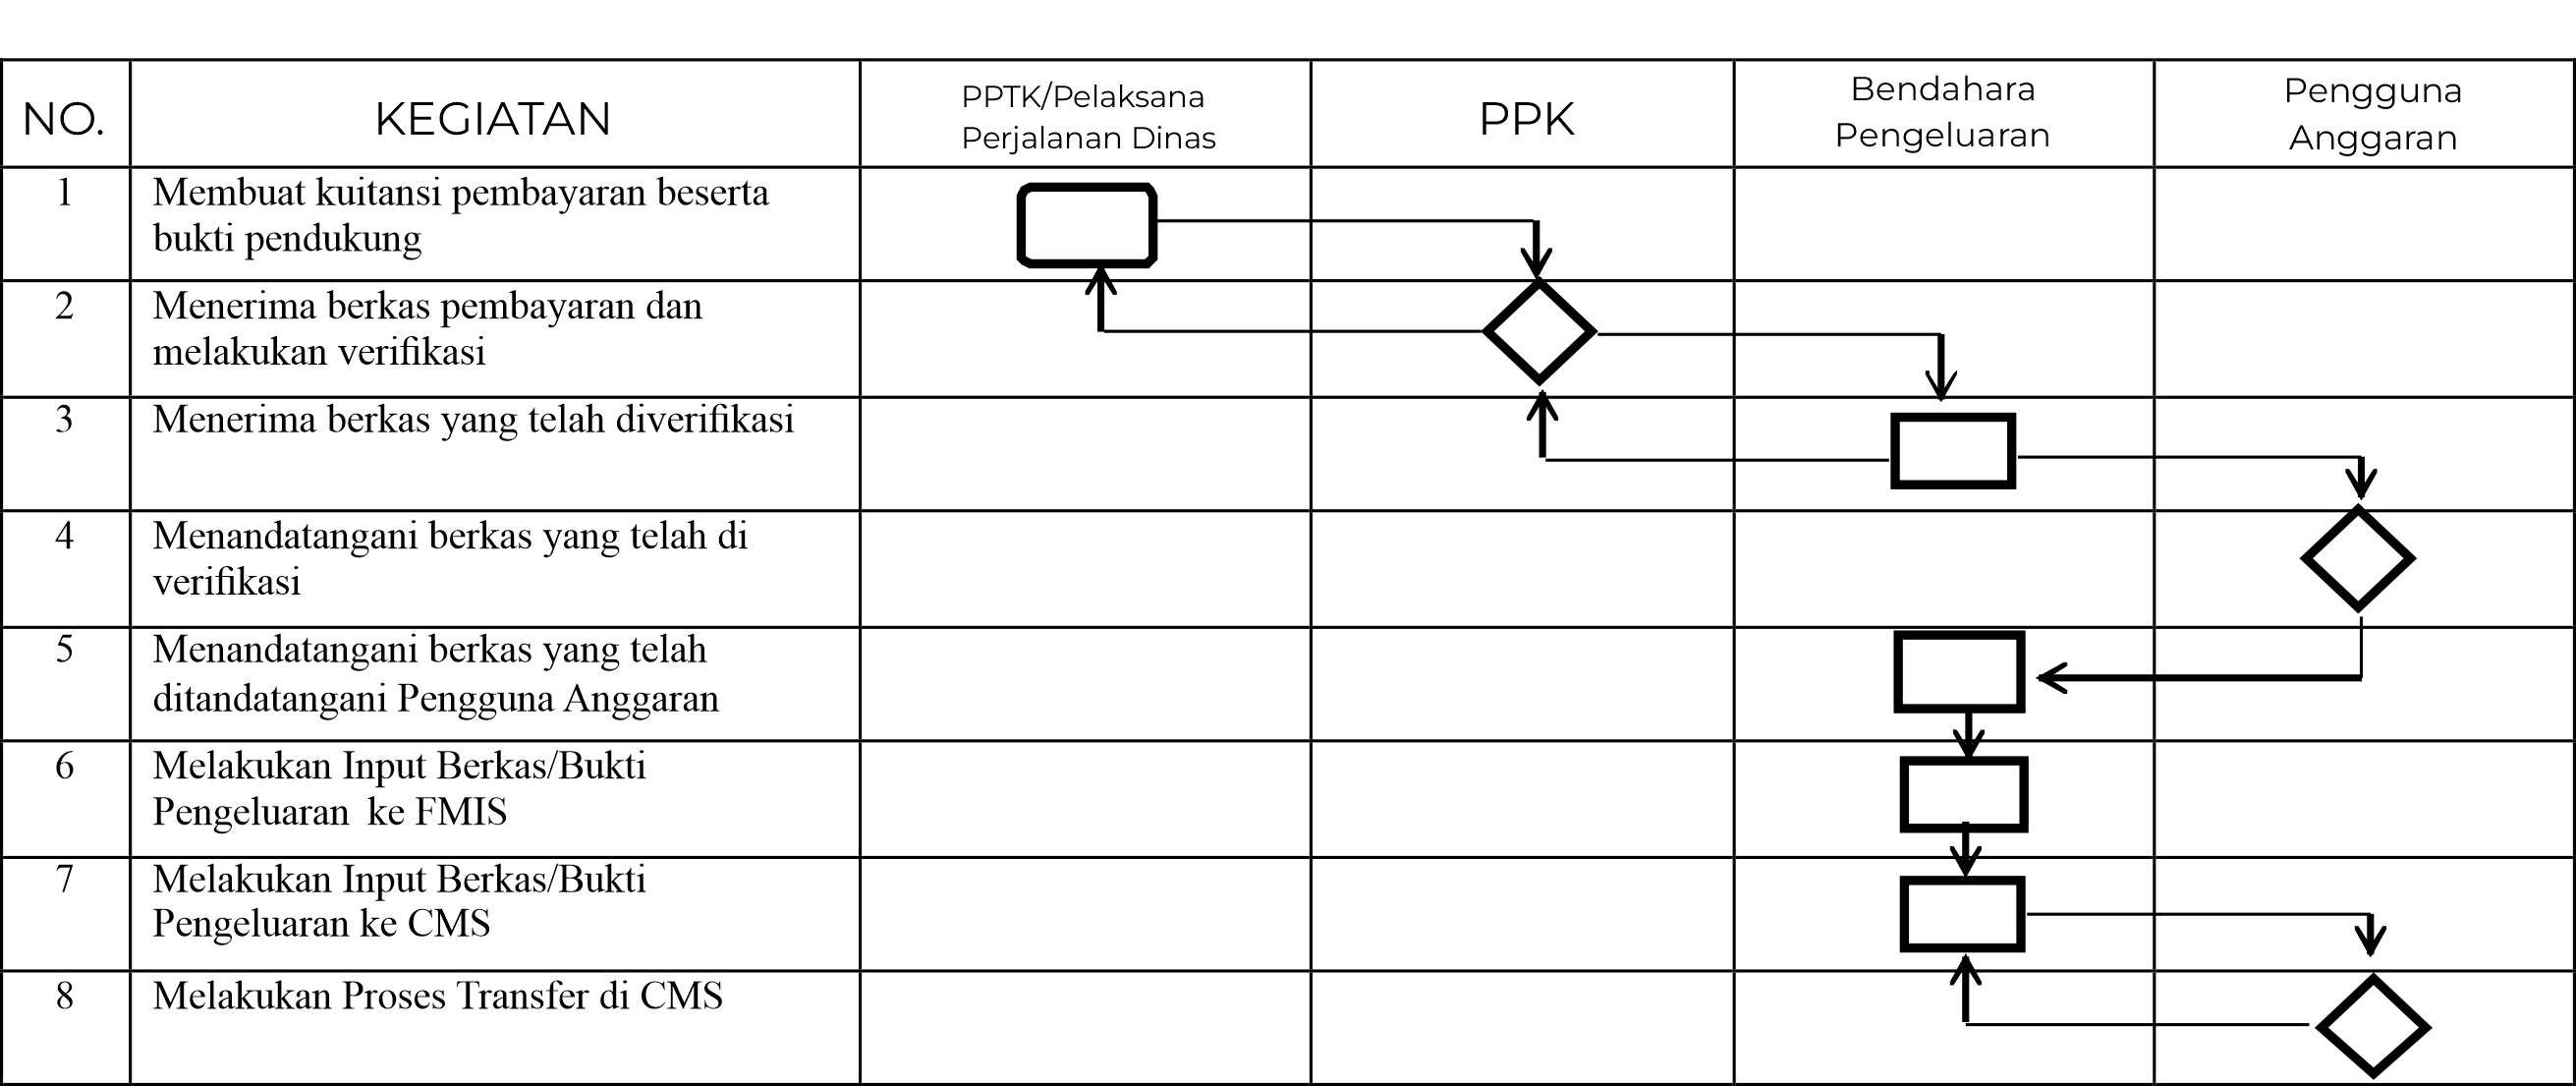 NO.
KEGIATAN
PPTK/Pelaksana
Perjalanan Dinas
PPK
Bendahara
Pengeluaran
Pengguna
Anggaran
1
Membuat kuitansi pembayaran beserta
bukti pendukung
2
Menerima berkas pembayaran dan
melakukan verifikasi
3
Menerima berkas yang telah diverifikasi
4
Menandatangani berkas yang telah di
verifikasi
5
Menandatangani berkas yang telah
ditandatangani Pengguna Anggaran
6
Melakukan Input Berkas/Bukti
Pengeluaran  ke FMIS
7
Melakukan Input Berkas/Bukti
Pengeluaran ke CMS
8
Melakukan Proses Transfer di CMS